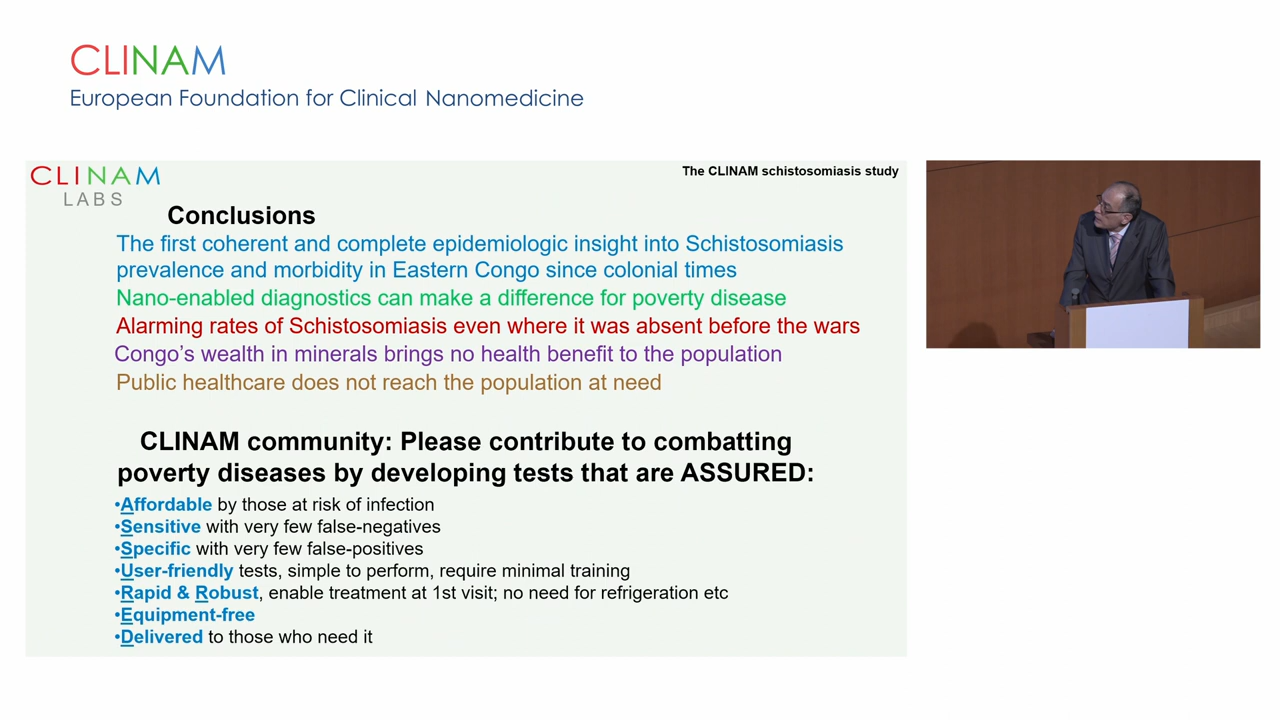 CLINAM
European Foundation for Clinical Nanomedicine
CLINAM
LABS
The CLINAM schistosomiasis study
Conclusions
The first coherent and complete epidemiologic insight into Schistosomiasis
prevalence and morbidity in Eastern Congo since colonial times
Nano-enabled diagnostics can make a difference for poverty disease
Alarming rates of Schistosomiasis even where it was absent before the wars
Congo’s wealth in minerals brings no health benefit to the population
Public healthcare does not reach the population at need
CLINAM community: Please contribute to combatting
poverty diseases by developing tests that are ASSURED:
•Affordable by those at risk of infection
•Sensitive with very few false-negatives
•Specific with very few false-positives
•User-friendly tests, simple to perform, require minimal training
•Rapid & Robust, enable treatment at 1st visit; no need for refrigeration etc
•Equipment-free
•Delivered to those who need it